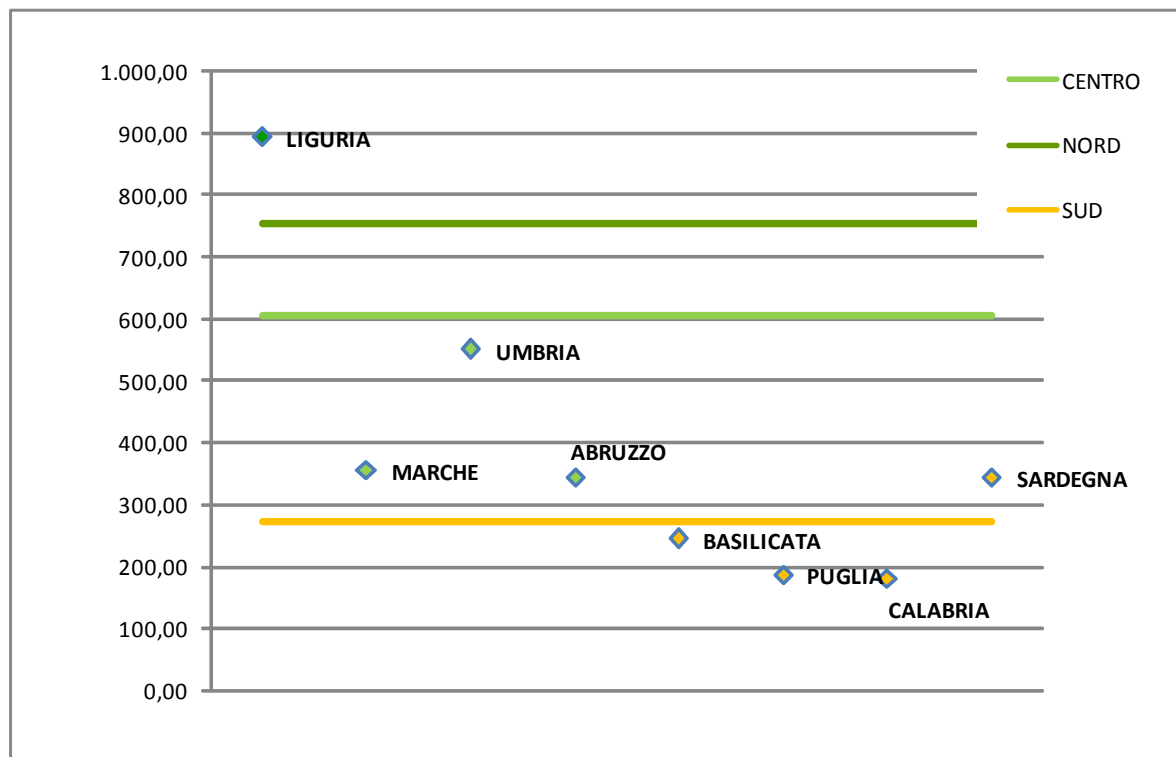 1.000,00
900,00
800,00
700,00
600,00
500,00
400,00
300,00
200,00
100,00
0,00
LIGURIA
UMBRIA
MARCHE
ABRUZZO
BASILICATA
PUGLIA
CALABRIA
SARDEGNA
CENTRO
NORD
SUD